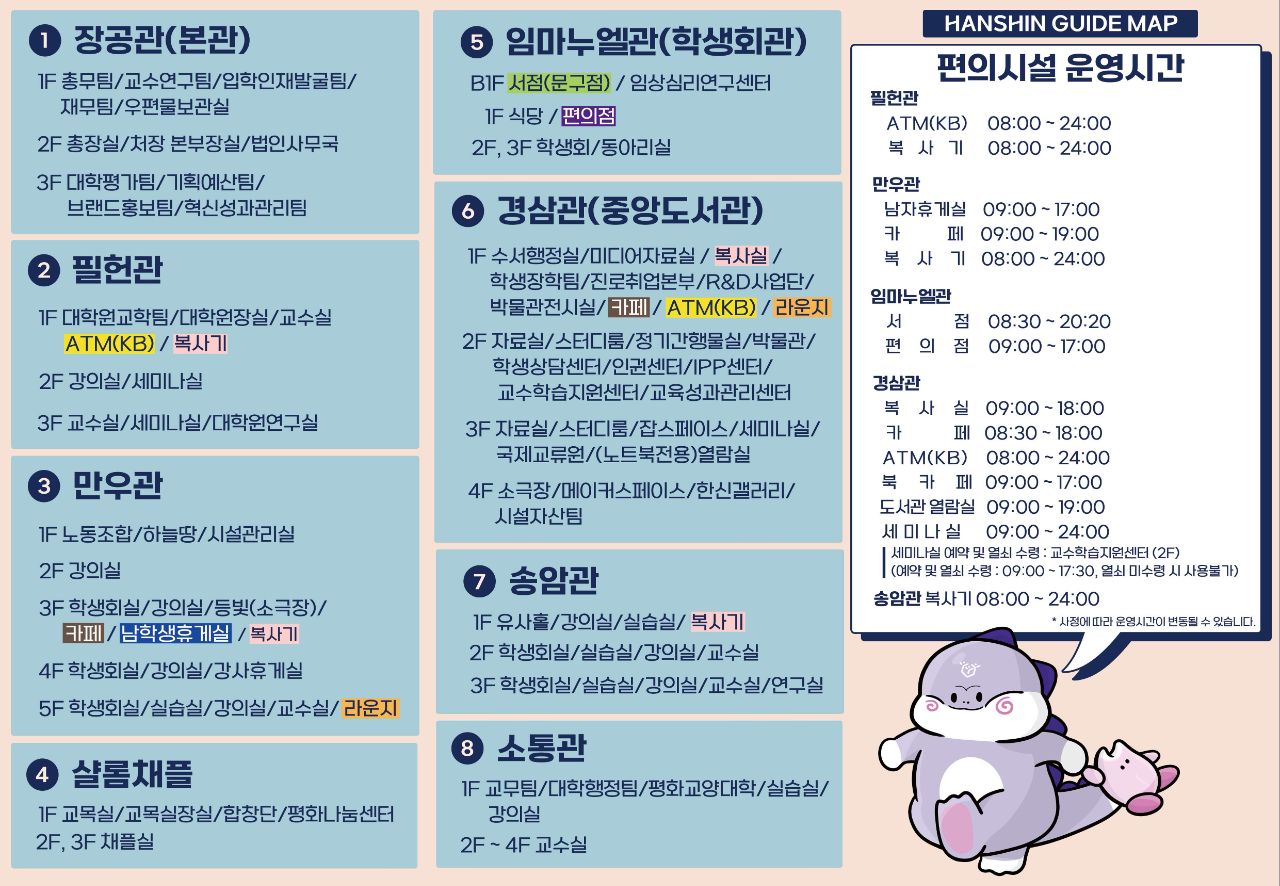 1 장공관(본관)
1F 총무팀/교수연구팀/입학인재발굴팀/
재무팀/우편물보관실
2F 총장실/처장 본부장실/법인사무국
3F 대학평가팀/기획예산팀/
브랜드홍보팀/혁신성과관리팀
2 필헌관
1F 대학원교학팀/대학원장실/교수실
ATM(KB) / 복사기
2F 강의실/세미나실
3F 교수실/세미나실/대학원연구실
3 만우관
1F 노동조합/하늘땅/시설관리실
2F 강의실
3F 학생회실/강의실/등빛(소극장)/
카페 / 남학생휴게실 / 복사기
4F 학생회실/강의실/강사휴게실
5F 학생회실/실습실/강의실/교수실/ 라운지
4 샬롬채플
1F 교목실/교목실장실/합창단/평화나눔센터
2F, 3F 채플실
5 임마누엘관(학생회관)
B1F 서점(문구점) / 임상심리연구센터
1F 식당 / 편의점
2F, 3F 학생회/동아리실
6 경삼관(중앙도서관)
1F 수서행정실/미디어자료실 / 복사실 /
학생장학팀/진로취업본부/R&D사업단/
박물관전시실/ 카페 / ATM(KB) / 라운지
2F 자료실/스터디룸/정기간행물실/박물관/
학생상담센터/인권센터/IPP센터/
교수학습지원센터/교육성과관리센터
3F 자료실/스터디룸/잡스페이스/세미나실/
국제교류원/(노트북전용)열람실
4F 소극장/메이커스페이스/한신갤러리/
시설자산팀
7 송암관
1F 유사홀/강의실/실습실/ 복사기
2F 학생회실/실습실/강의실/교수실
3F 학생회실/실습실/강의실/교수실/연구실
8 소통관
1F 교무팀/대학행정팀/평화교양대학/실습실/
강의실
2F ~ 4F 교수실
HANSHIN GUIDE MAP
편의시설 운영시간
필헌관
ATM(KB) 08:00 ~ 24:00
복 사 기 08:00 ~ 24:00
만우관
남자휴게실 09:00 ~ 17:00
카 페 09:00 ~ 19:00
복 사 기 09:00 ~ 24:00
임마누엘관
서 점 08:30 ~ 20:20
편 의 점 09:00 ~ 17:00
경삼관
복 사 실 09:00 ~ 18:00
카 페 08:30 ~ 18:00
ATM(KB) 08:00 ~ 24:00
북 카 페 09:00 ~ 17:00
도서관 열람실 09:00 ~ 19:00
세 미 나 실 09:00 ~ 24:00
세미나실 예약 및 열쇠 수령 : 교수학습지원센터 (2F)
(예약 및 열쇠 수령 : 09:00 ~ 17:30, 열쇠 미수령 시 사용불가)
송암관 복사기 08:00 ~ 24:00
* 사정에 따라 운영시간이 변동될 수 있습니다.